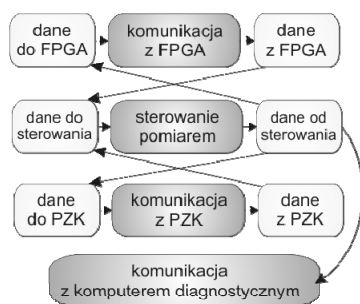 dane
do FPGA
komunikacja
z FPGA
dane
z FPGA
dane do
sterowania
sterowanie
pomiarem
dane od
sterowania
dane
do PZK
komunikacja
z PZK
dane
z PZK
komunikacja
z komputerem diagnostycznym